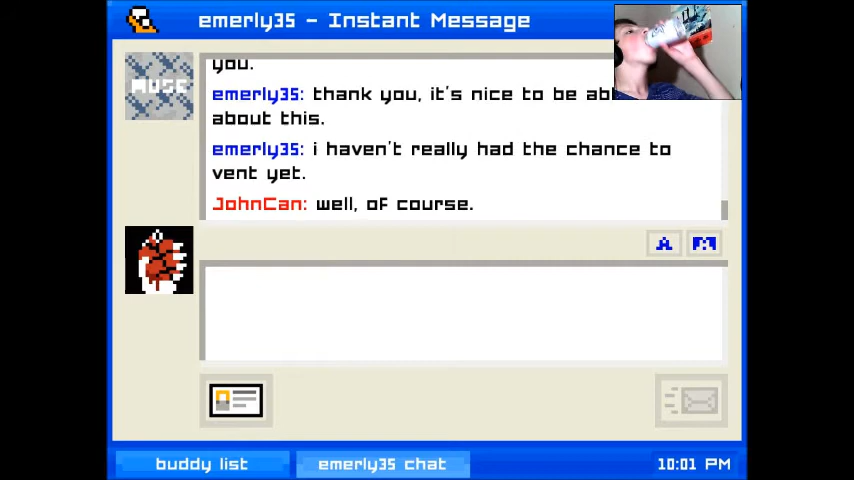 emerly35 - Instant Message
MUSE
you.
emerly35: thank you, it's nice to be
about this.
emerly35: i haven't really had the chance to
vent yet.
JohnCan: well, of course.
A
buddy list
emerly35 chat
10:01 PM